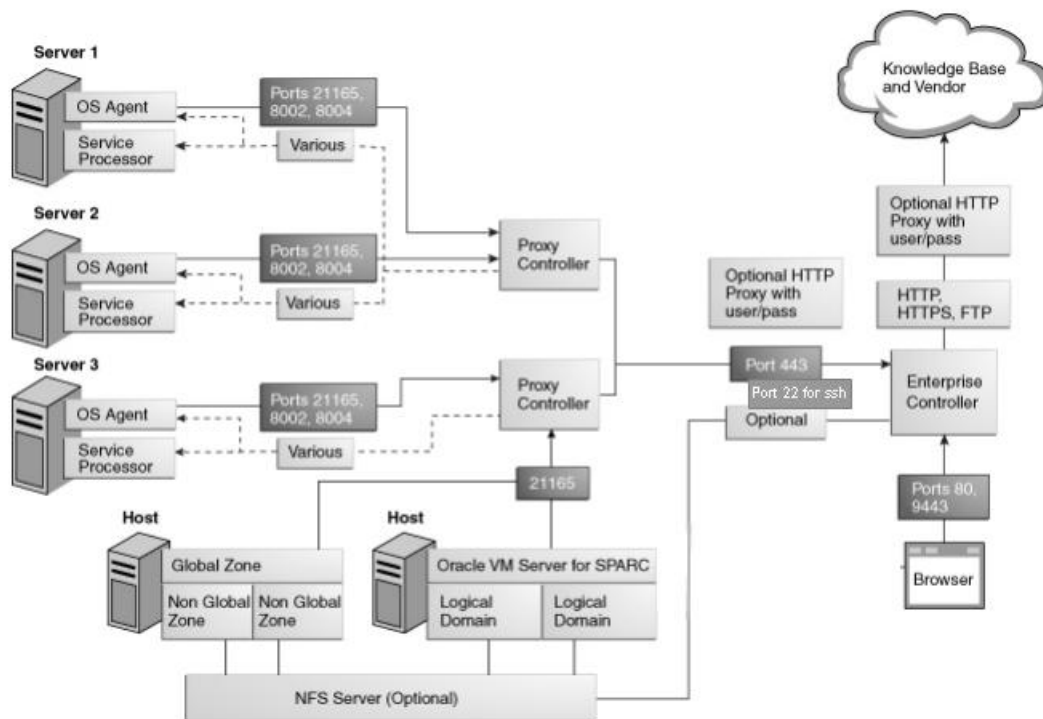 Server 1
OS Agent
Service
Processor
Ports 21165,
8002, 8004
Various
Server 2
OS Agent
Service
Processor
Ports 21165,
8002, 8004
Various
Server 3
OS Agent
Service
Processor
Ports 21165,
8002, 8004
Various
Proxy
Controller
Proxy
Controller
21165
Host
Global Zone
Non Global
Zone
Non Global
Zone
Host
Oracle VM Server for SPARC
Logical
Domain
Logical
Domain
NFS Server (Optional)
Optional HTTP
Proxy with
user/pass
Port 443
Port 22 for ssh
Optional
Knowledge Base
and Vendor
Optional HTTP
Proxy with
user/pass
HTTP,
HTTPS, FTP
Enterprise
Controller
Ports 80,
9443
Browser